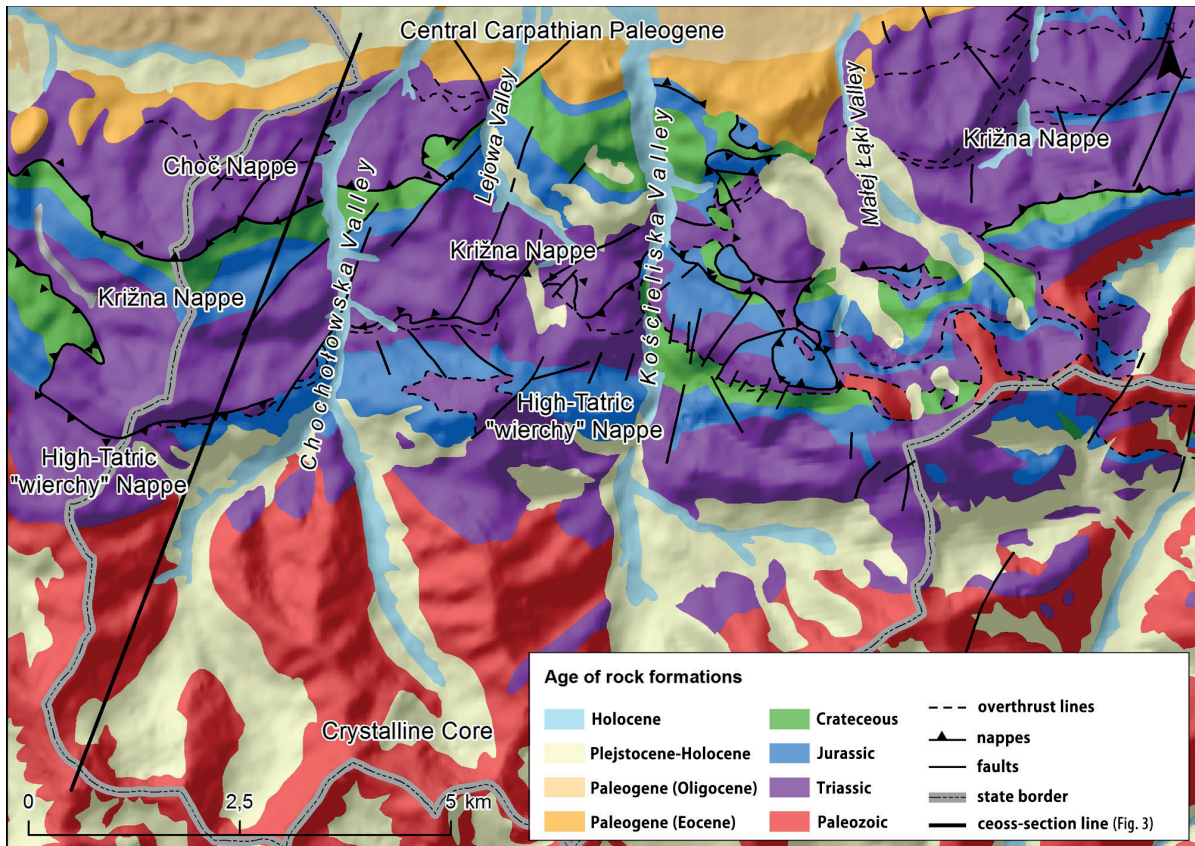 Central Carpathian Paleogene
Lejowa Valley
Małej Łąki Valley
Križna Nappe
Choč Nappe
Chochołowska Valley
Kościeliska Valley
Križna Nappe
Križna Nappe
High-Tatric
"wierchy" Nappe
High-Tatric
"wierchy" Nappe
Crystalline Core
0 2,5 5 km
Age of rock formations
Holocene
Plejstocene-Holocene
Paleogene (Oligocene)
Paleogene (Eocene)
Crateceous
Jurassic
Triassic
Paleozoic
overthrust lines
nappes
faults
state border
ceoss-section line (Fig. 3)